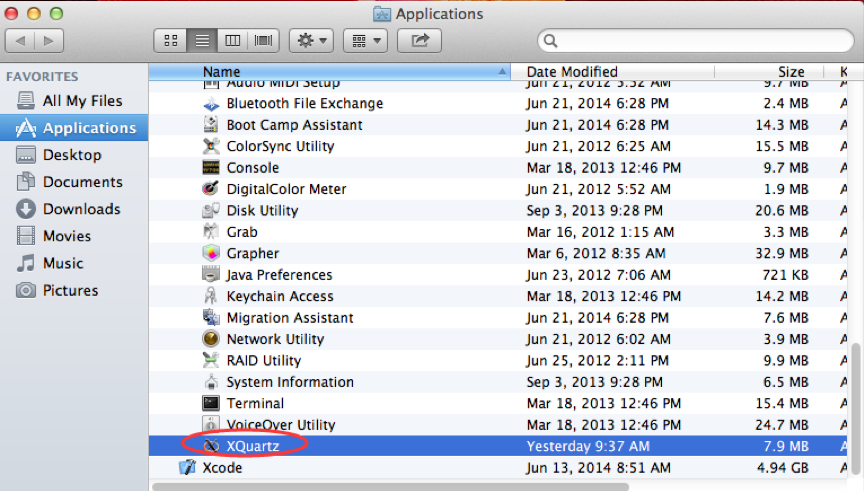 Applications
FAVORITES
All My Files
Applications
Desktop
Documents
Downloads
Movies
Music
Pictures
Name Date Modified Size K
Audio MIDI Setup Jun 21, 2012 5:52 AM 9.7 MB A
Bluetooth File Exchange Jun 21, 2014 6:28 PM 2.4 MB A
Boot Camp Assistant Jun 21, 2014 6:28 PM 14.3 MB A
ColorSync Utility Jun 21, 2012 6:25 AM 15.5 MB A
Console Mar 18, 2013 12:46 PM 9.7 MB A
DigitalColor Meter Jun 21, 2012 5:52 AM 1.9 MB A
Disk Utility Sep 3, 2013 9:28 PM 20.6 MB A
Grab Mar 16, 2012 1:15 AM 3.3 MB A
Grapher Mar 6, 2012 8:35 AM 32.9 MB A
Java Preferences Jun 23, 2012 7:06 AM 721 KB A
Keychain Access Mar 18, 2013 12:46 PM 14.2 MB A
Migration Assistant Jun 21, 2014 6:28 PM 7.6 MB A
Network Utility Jun 21, 2012 6:02 AM 3.9 MB A
RAID Utility Jun 25, 2012 2:11 PM 9.9 MB A
System Information Sep 3, 2013 9:28 PM 6.5 MB A
Terminal Mar 18, 2013 12:46 PM 15.4 MB A
VoiceOver Utility Mar 18, 2013 12:46 PM 24.7 MB A
XQuartz Yesterday 9:37 AM 7.9 MB A
Xcode Jun 13, 2014 8:51 AM 4.94 GB A